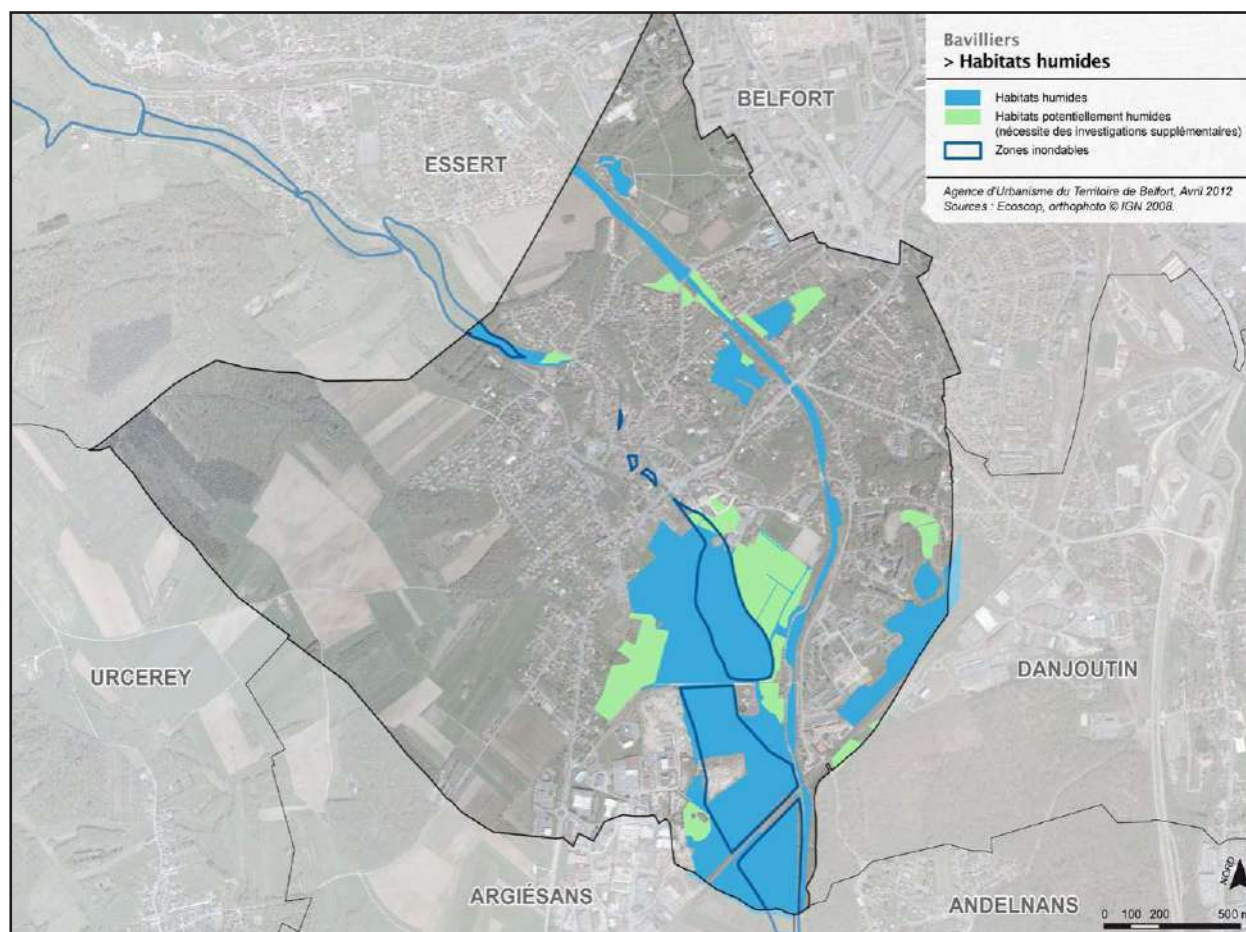 Bavilliers
> Habitats humides
Habitats humides
Habitats potentiellement humides
(nécessite des investigations supplémentaires)
Zones inondables
Agence d'Urbanisme du Territoire de Belfort, Avril 2012
Sources : Ecoscop, orthophoto © IGN 2008.
BELFORT
ESSERT
URCEREY
DANJOUTIN
ARGIÉSANS
ANDELNANS
NORD
0 100 200 500 m